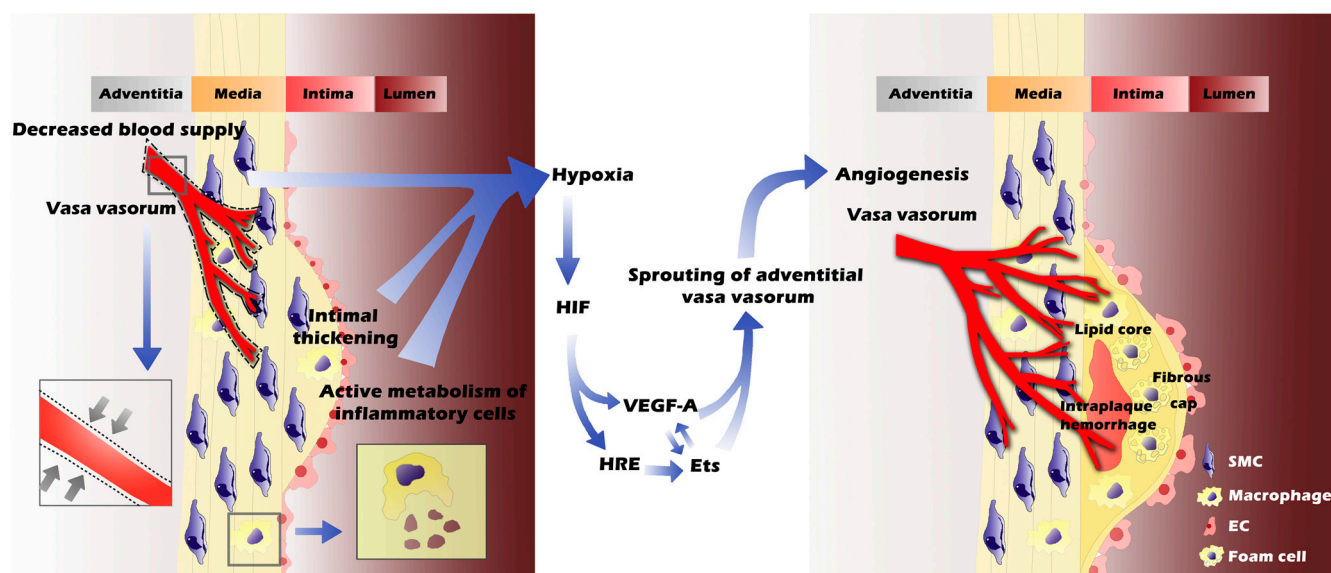 Adventitia Media Intima Lumen
Decreased blood supply
Vasa vasorum
Intimal
thickening
Active metabolism of
inflammatory cells
Hypoxia
HIF
VEGF-A
HRE
Ets
Sprouting of adventitial
vasa vasorum
Adventitia Media Intima Lumen
Angiogenesis
Vasa vasorum
Lipid core
Fibrous
cap
Intraplaque
hemorrhage
SMC
Macrophage
EC
Foam cell